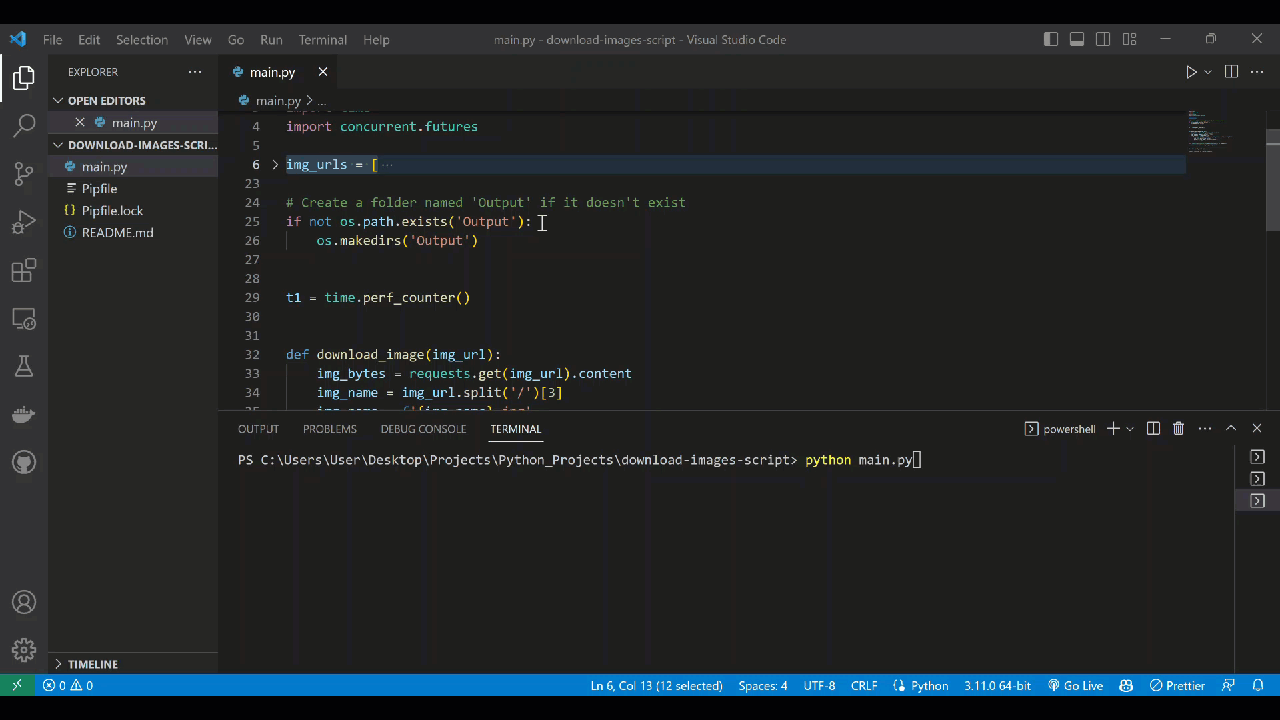 File Edit Selection View Go Run Terminal Help main.py - download-images-script - Visual Studio Code
EXPLORER ···
main.py
OPEN EDITORS
main.py
DOWNLOAD-IMAGES-SCRI...
main.py
Pipfile
Pipfile.lock
README.md
TIMELINE
main.py > ...
4 import concurrent.futures
5
6 img_urls = [ ···
23
24 # Create a folder named 'Output' if it doesn't exist
25 if not os.path.exists('Output'):
26 os.makedirs('Output')
27
28
29 t1 = time.perf_counter()
30
31
32 def download_image(img_url):
33 img_bytes = requests.get(img_url).content
34 img_name = img_url.split('/')[3]
OUTPUT PROBLEMS DEBUG CONSOLE TERMINAL powershell
PS C:\Users\User\Desktop\Projects\Python_Projects\download-images-script> python main.py
0 0 Ln 6, Col 13 (12 selected) Spaces: 4 UTF-8 CRLF Python 3.11.0 64-bit Go Live Prettier